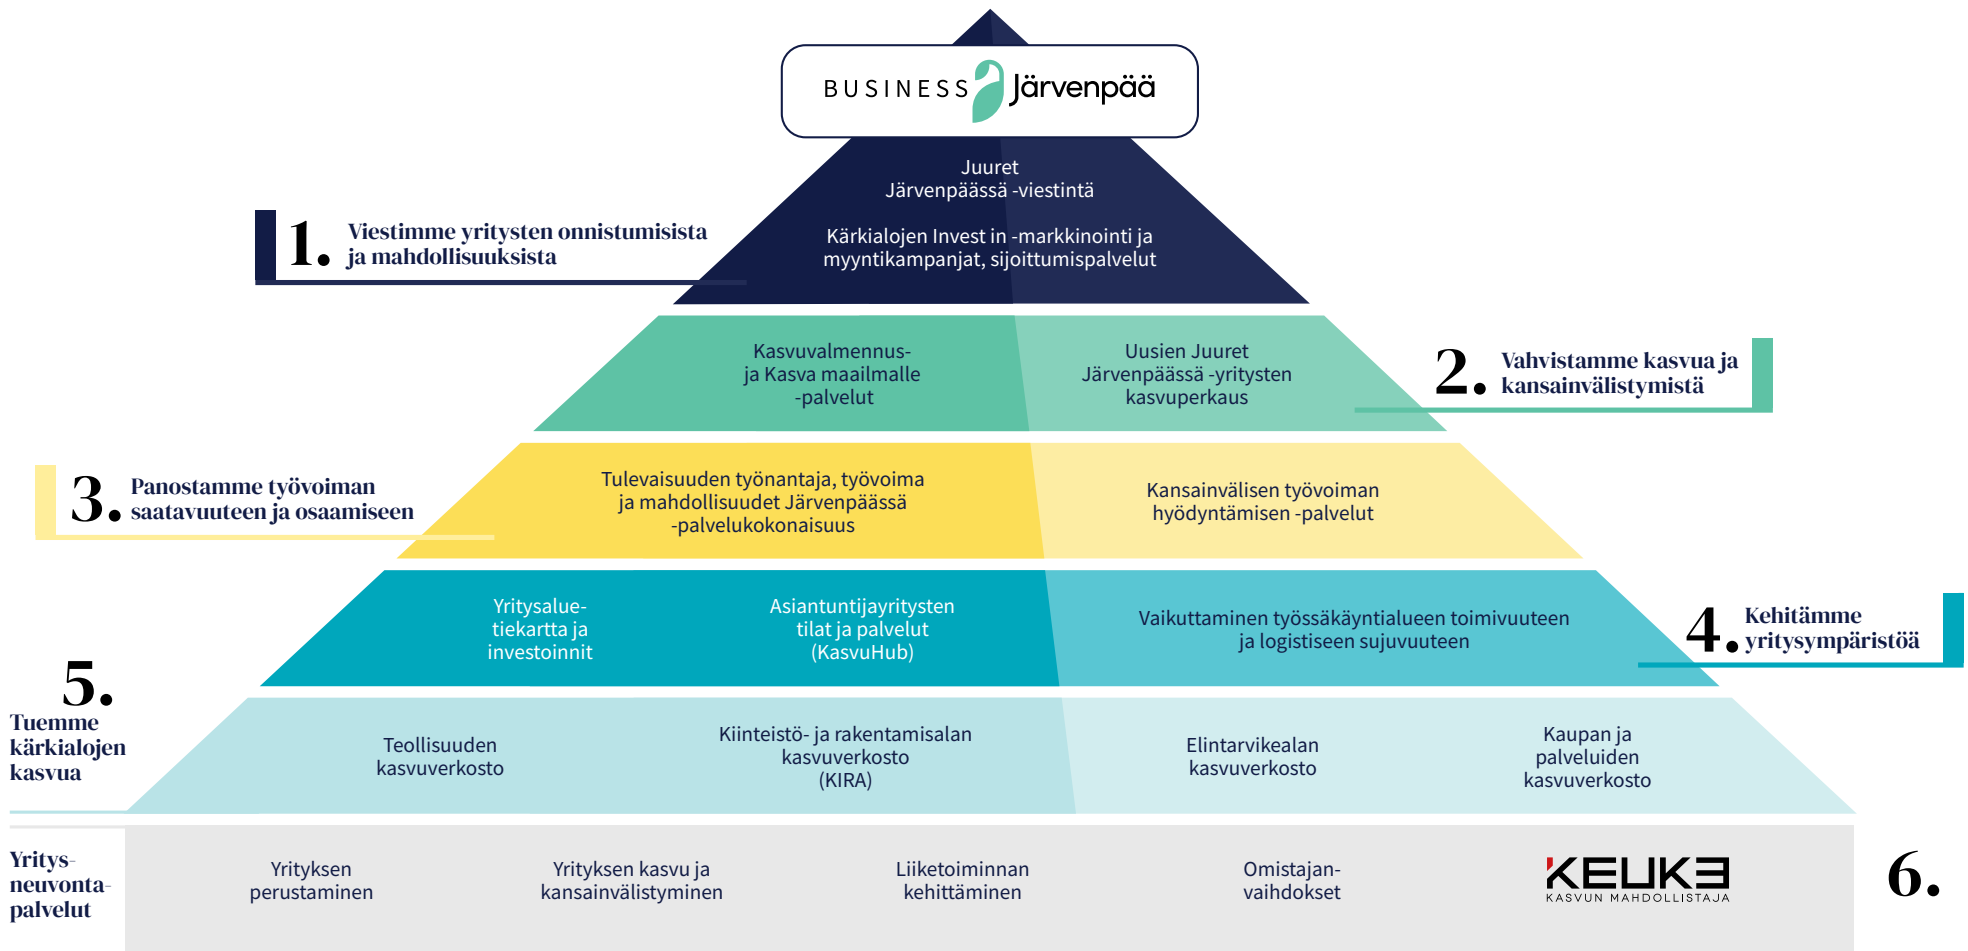 BUSINESS Järvenpää
Juuret
Järvenpäässä -viestintä
Kärkialojen Invest in -markkinointi ja
myyntikampanjat, sijoittumispalvelut
1.
Viestimme yritysten onnistumisista
ja mahdollisuuksista
Kasvuvalmennus-
ja Kasva maailmalle
-palvelut
Uusien Juuret
Järvenpäässä -yritysten
kasvuperkaus
2.
Vahvistamme kasvua ja
kansainvälistymistä
3.
Panostamme työvoiman
saatavuuteen ja osaamiseen
Tulevaisuuden työnantaja, työvoima
ja mahdollisuudet Järvenpäässä
-palvelukokonaisuus
Kansainvälisen työvoiman
hyödyntämisen -palvelut
Yritysalue-
tiekartta ja
investoinnit
Asiantuntijayritysten
tilat ja palvelut
(KasvuHub)
Vaikuttaminen työssäkäyntialueen toimivuuteen
ja logistiseen sujuvuuteen
4.
Kehitämme
yritysympäristöä
5.
Tuemme
kärkialojen
kasvua
Teollisuuden
kasvuverkosto
Kiinteistö- ja rakentamisalan
kasvuverkosto
(KIRA)
Elintarvikealan
kasvuverkosto
Kaupan ja
palveluiden
kasvuverkosto
Yritys-
neuvonta-
palvelut
Yrityksen
perustaminen
Yrityksen kasvu ja
kansainvälistyminen
Liiketoiminnan
kehittäminen
Omistajan-
vaihdokset
KEUKE
KASVUN MAHDOLLISTAJA
6.